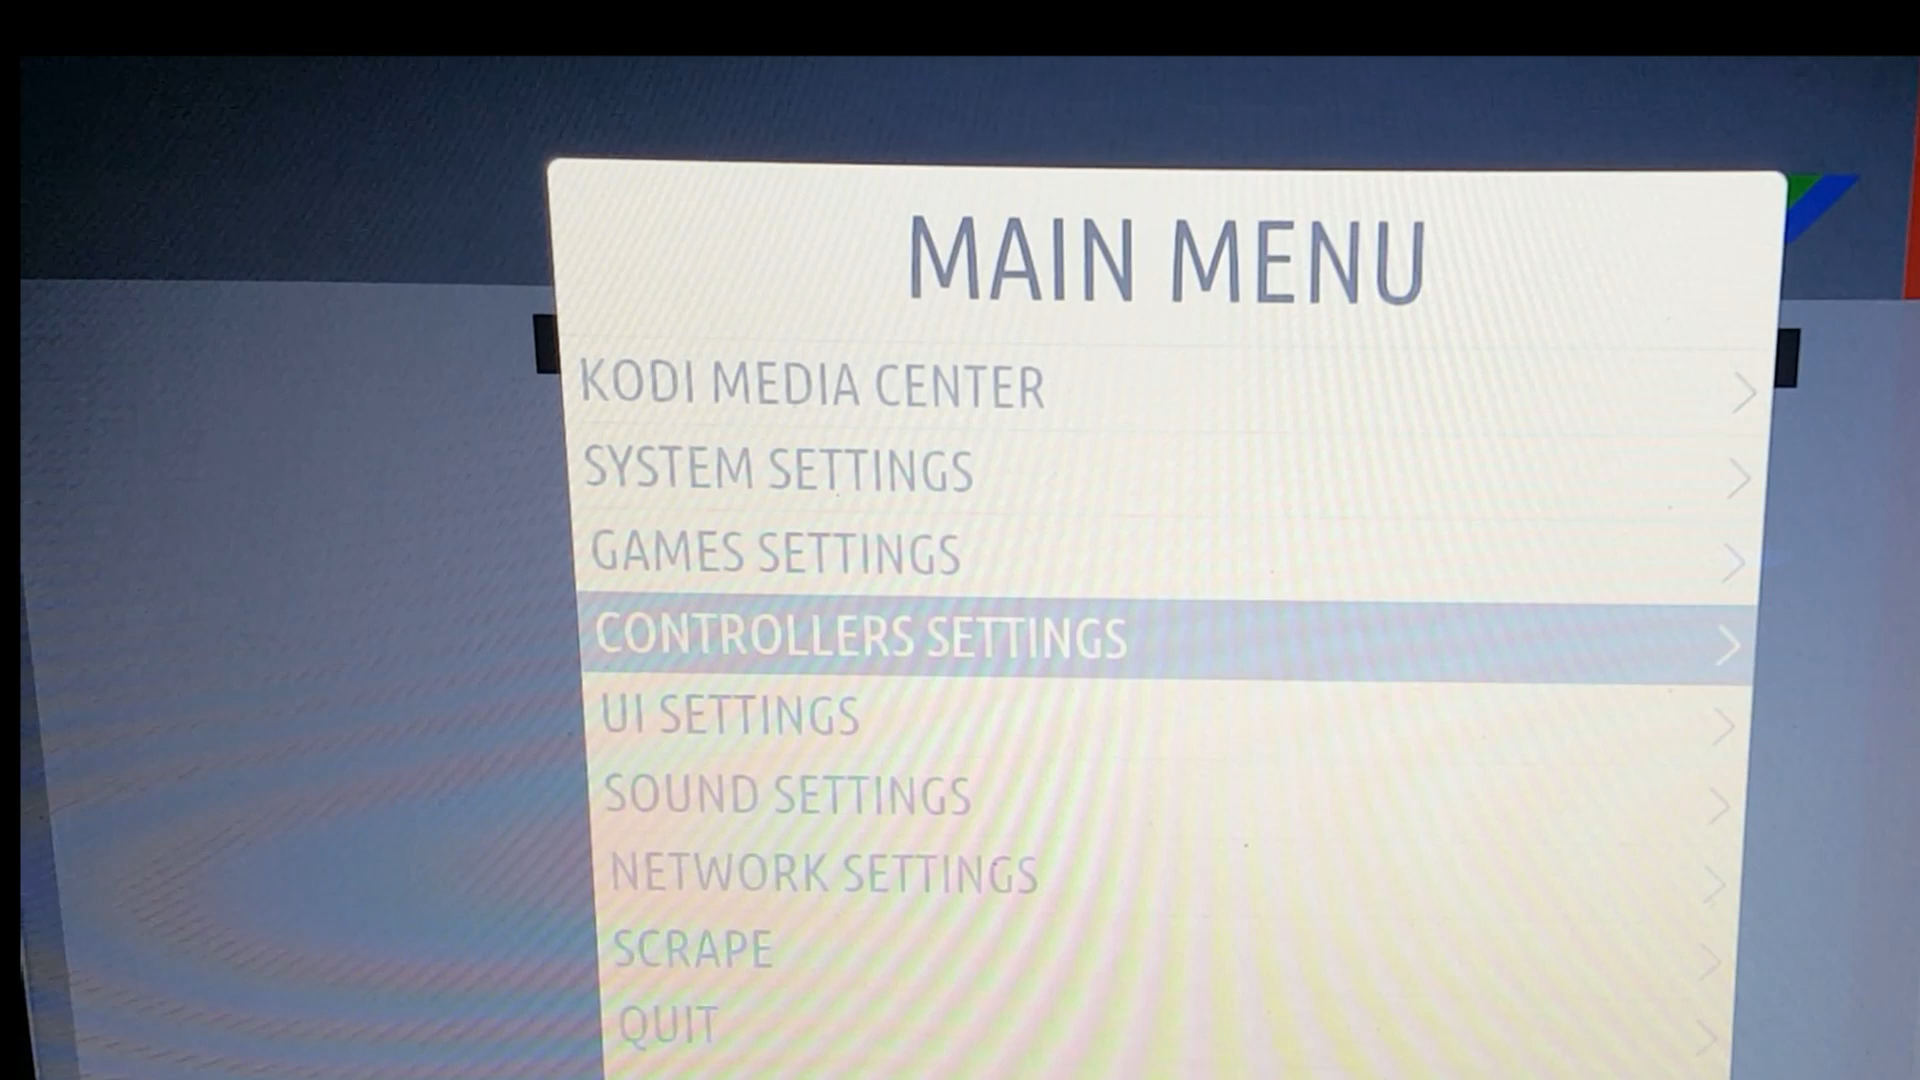 MAIN MENU
KODI MEDIA CENTER
SYSTEM SETTINGS
GAMES SETTINGS
CONTROLLERS SETTINGS
UI SETTINGS
SOUND SETTINGS
NETWORK SETTINGS
SCRAPE
QUIT